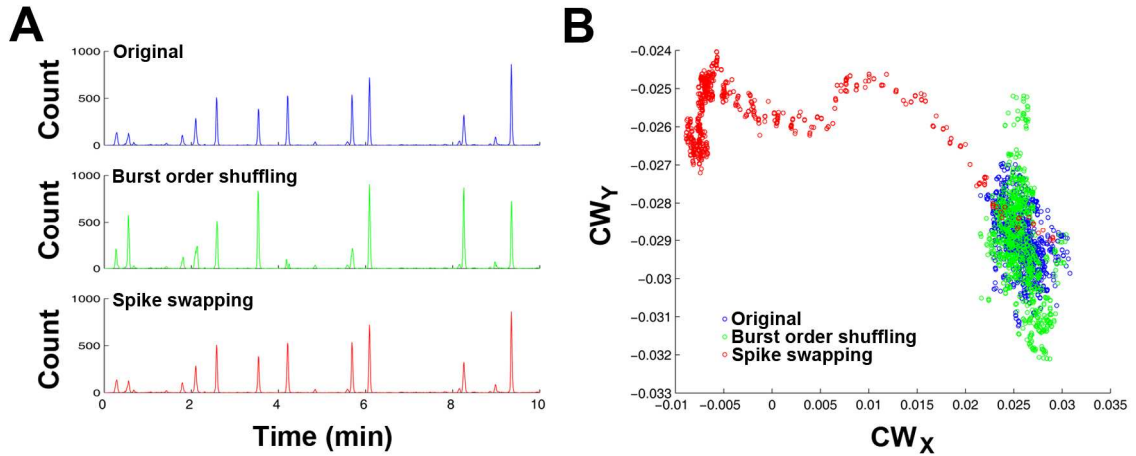 A
Original
1000
500
0
Count
Burst order shuffling
1000
500
0
Count
Spike swapping
1000
500
0
Count
0 2 4 6 8 10
Time (min)
B
−0.024
−0.025
−0.026
−0.027
−0.028
−0.029
−0.03
−0.031
−0.032
−0.033
CWY
Original
Burst order shuffling
Spike swapping
−0.01 −0.005 0 0.005 0.01 0.015 0.02 0.025 0.03 0.035
CWX